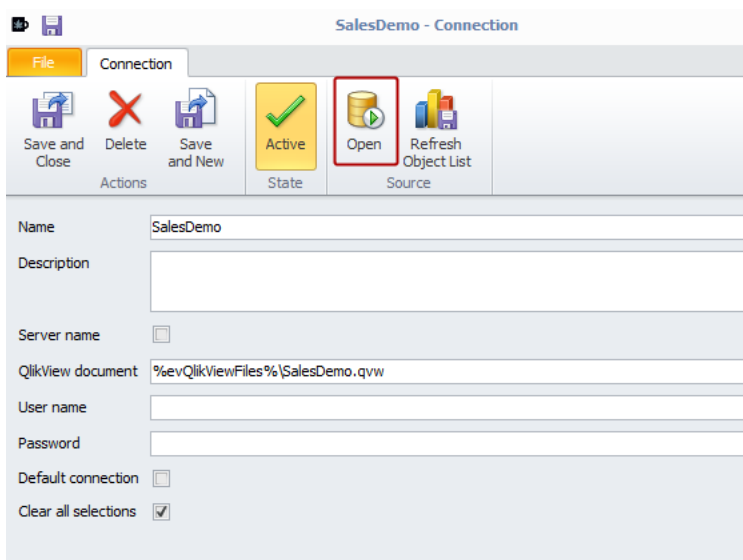 SalesDemo - Connection
File
Connection
Save and
Close
Delete
Save
and New
Active
Open
Refresh
Object List
Actions
State
Source
Name
SalesDemo
Description
Server name
QlikView document
%evQlikViewFiles%\SalesDemo.qvw
User name
Password
Default connection
Clear all selections